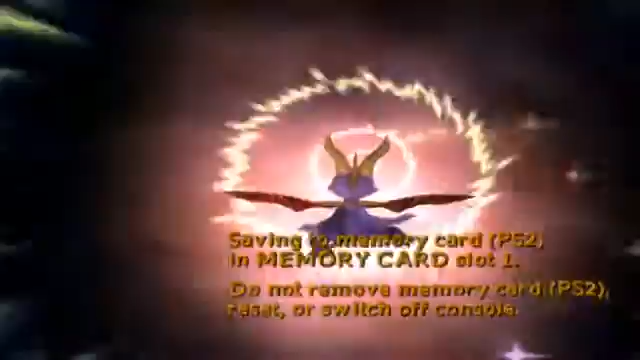 Saving to memory card (PS2)
in MEMORY CARD slot 1.
Do not remove memory card (PS2),
reset, or switch off console.